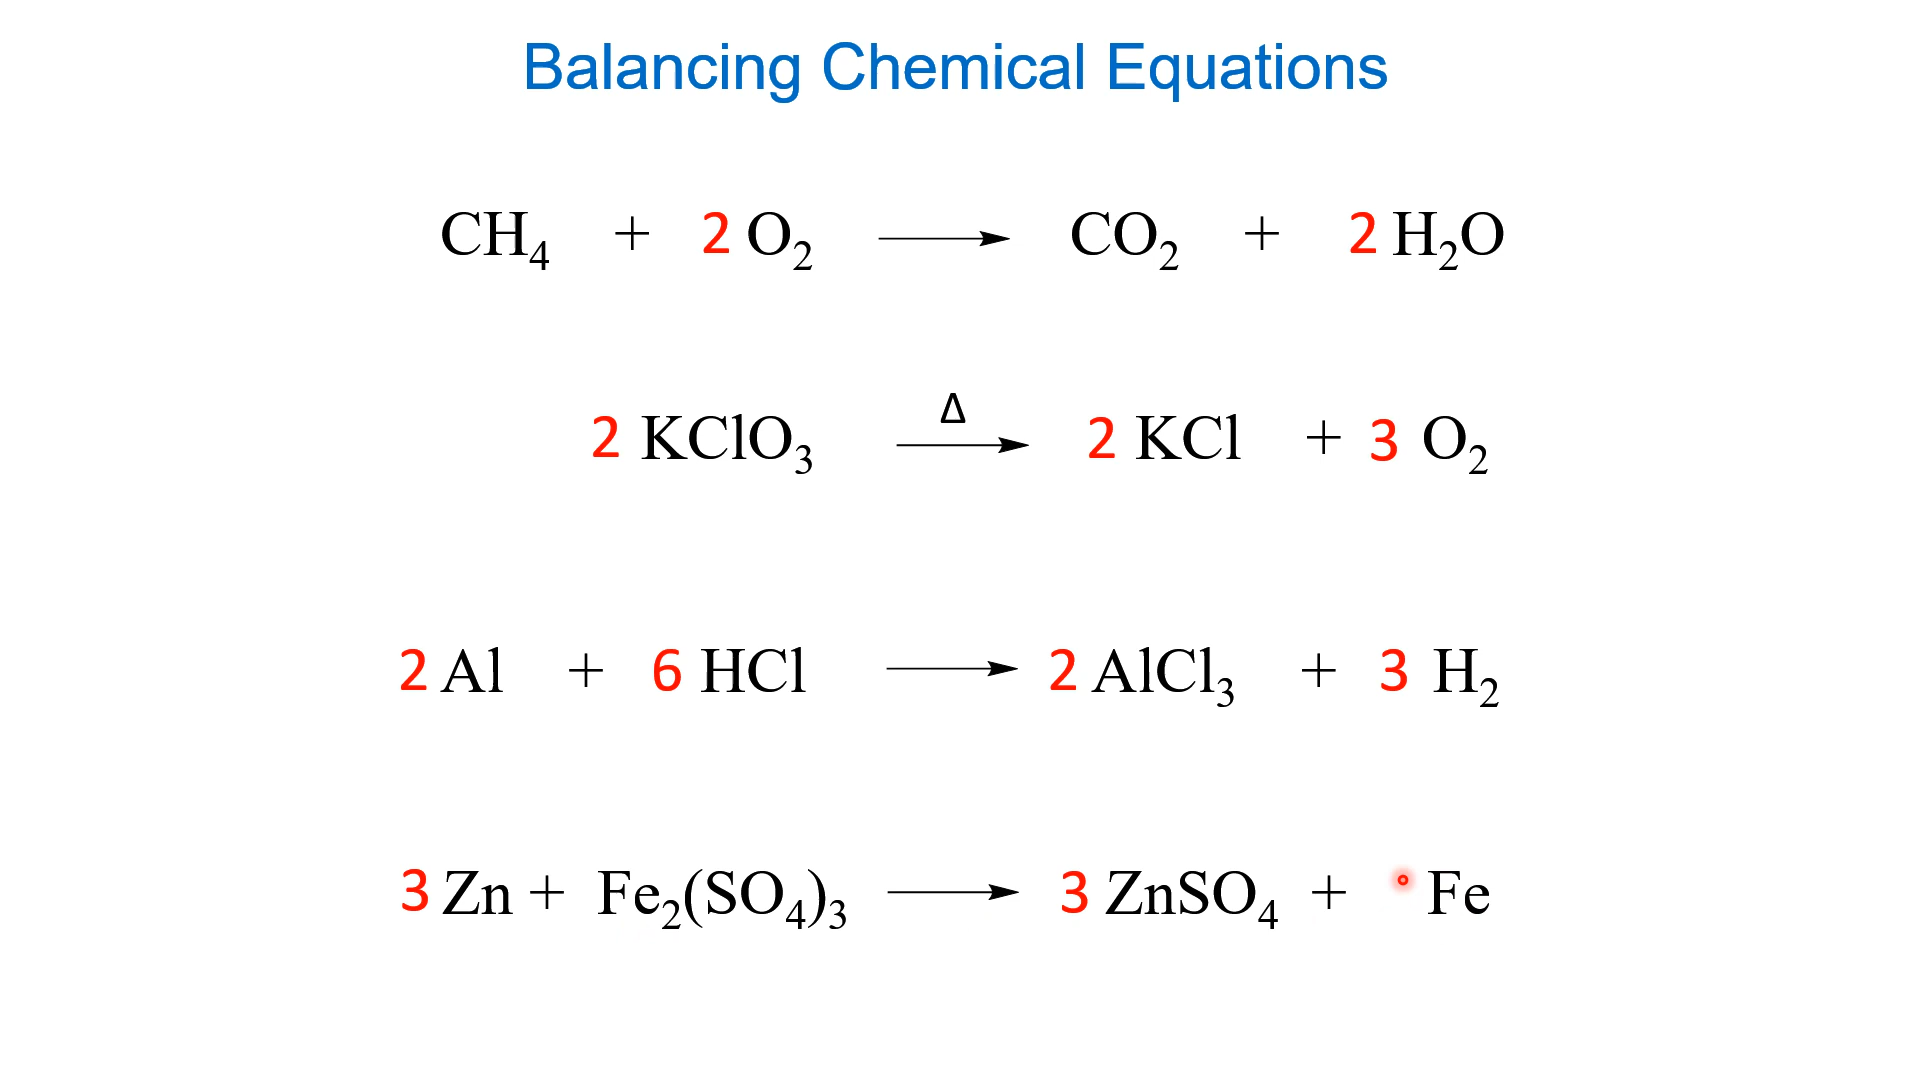 Balancing Chemical Equations
CH₄ + 2 O₂ ⟶ CO₂ + 2 H₂O
Δ
2 KClO₃ ⟶ 2 KCl + 3 O₂
2 Al + 6 HCl ⟶ 2 AlCl₃ + 3 H₂
3 Zn + Fe₂(SO₄)₃ ⟶ 3 ZnSO₄ + Fe